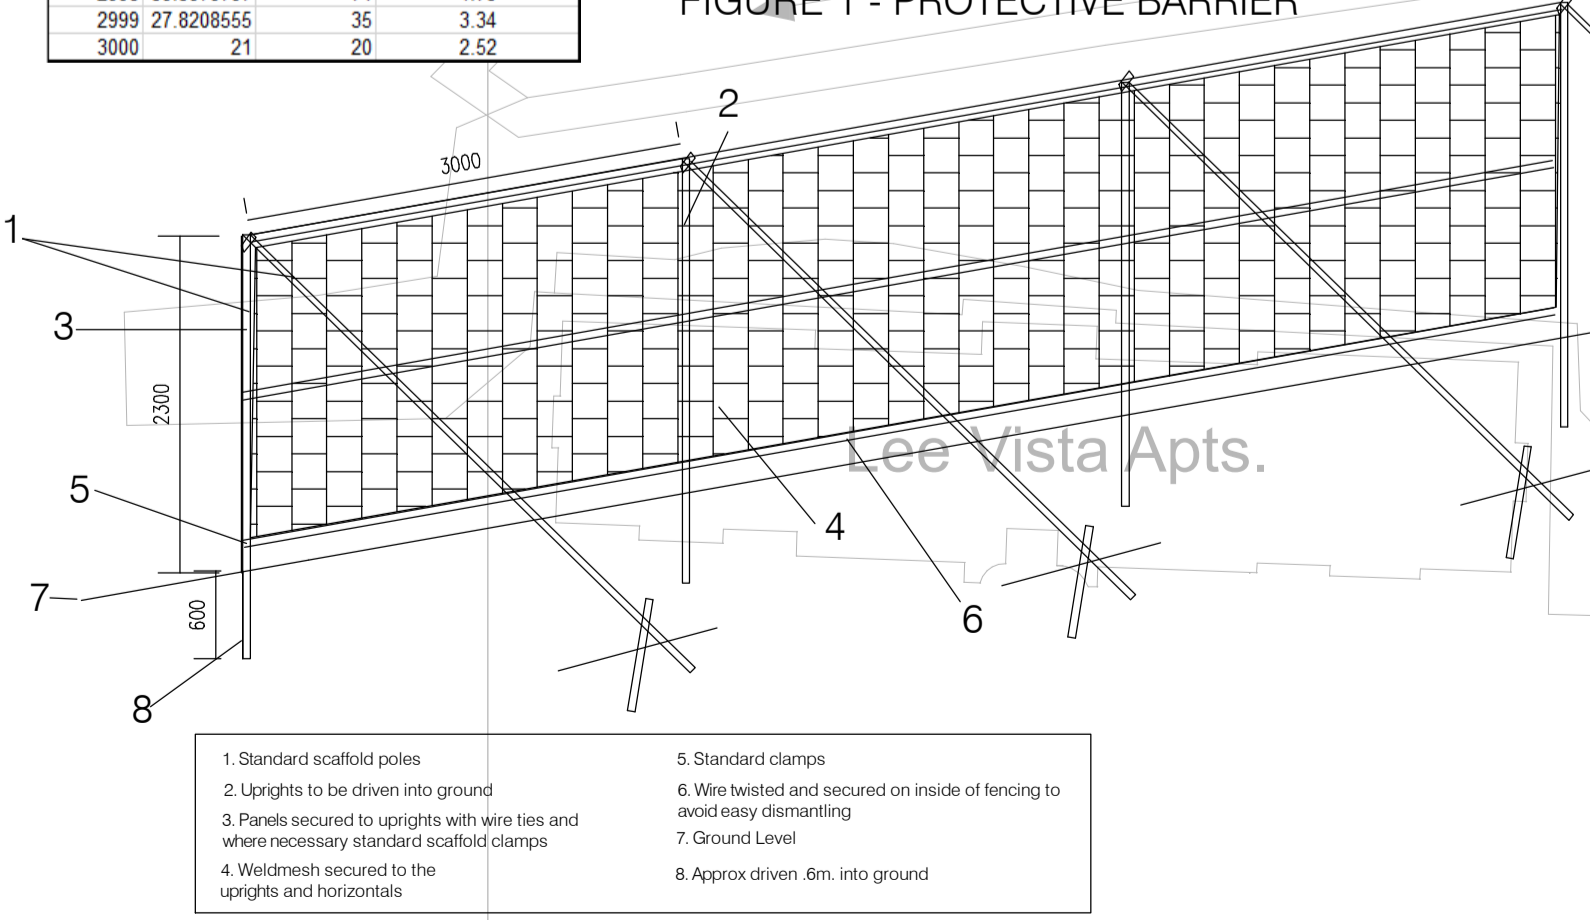 2999 27.8208555 35 3.34
3000 21 20 2.52
FIGURE 1 - PROTECTIVE BARRIER
2
3000
1
3
2300
5
4
Lee Vista Apts.
7
600
6
8
1. Standard scaffold poles
2. Uprights to be driven into ground
3. Panels secured to uprights with wire ties and
where necessary standard scaffold clamps
4. Weldmesh secured to the
uprights and horizontals
5. Standard clamps
6. Wire twisted and secured on inside of fencing to
avoid easy dismantling
7. Ground Level
8. Approx driven .6m. into ground